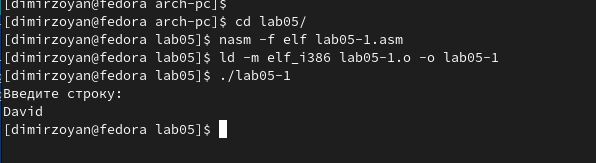 [dimirzoyan@fedora arch-pc]$
[dimirzoyan@fedora arch-pc]$ cd lab05/
[dimirzoyan@fedora lab05]$ nasm -f elf lab05-1.asm
[dimirzoyan@fedora lab05]$ ld -m elf_i386 lab05-1.o -o lab05-1
[dimirzoyan@fedora lab05]$ ./lab05-1
Введите строку:
David
[dimirzoyan@fedora lab05]$